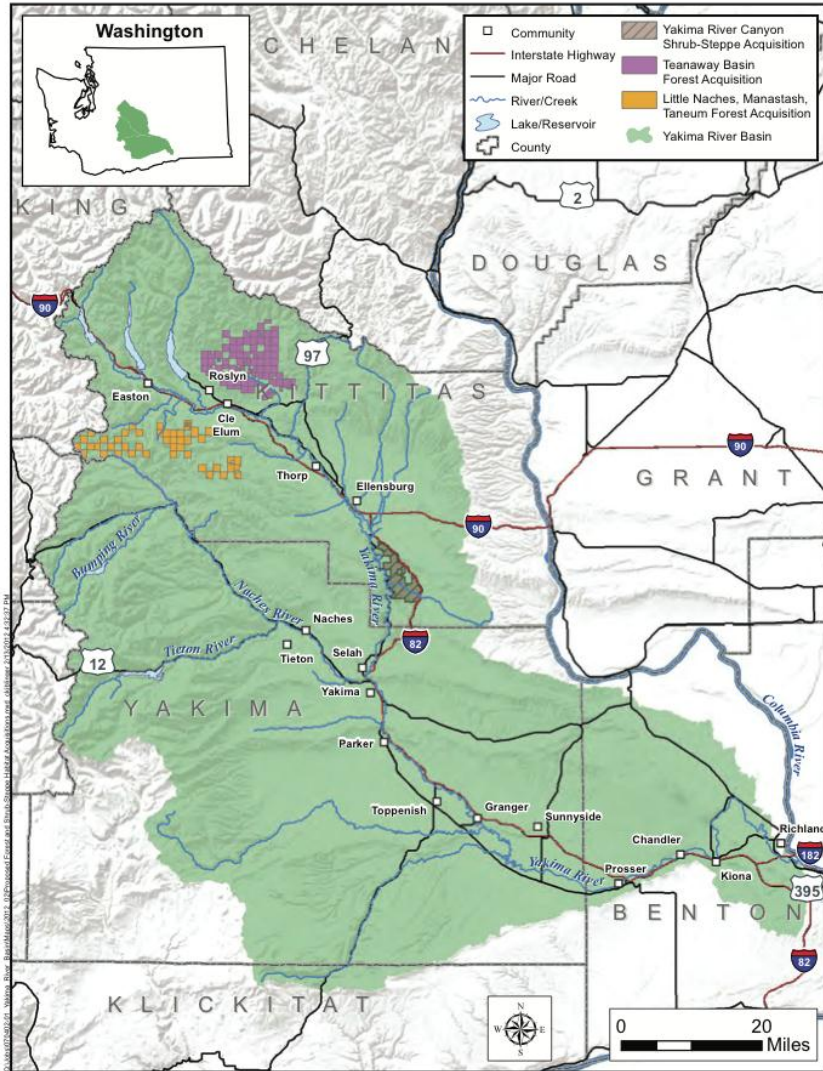 Washington
Community
Interstate Highway
Major Road
River/Creek
Lake/Reservoir
County
Yakima River Canyon
Shrub-Steppe Acquisition
Teanaway Basin
Forest Acquisition
Little Naches, Manastash,
Taneum Forest Acquisition
Yakima River Basin
CHELAN
KING
2
DOUGLAS
90
97
Roslyn
KITTITAS
Easton
Cle
Elum
90
GRANT
Thorp
Ellensburg
90
Bumping River
Yakima River
Naches River
Naches
82
Tieton River
12
Tieton
Selah
YAKIMA
Yakima
Columbia River
Parker
Toppenish
Granger
Sunnyside
Chandler
Richland
182
Yakima River
Prosser
Kiona
395
BENTON
82
KLICKITAT
N
W E
S
0 20
Miles